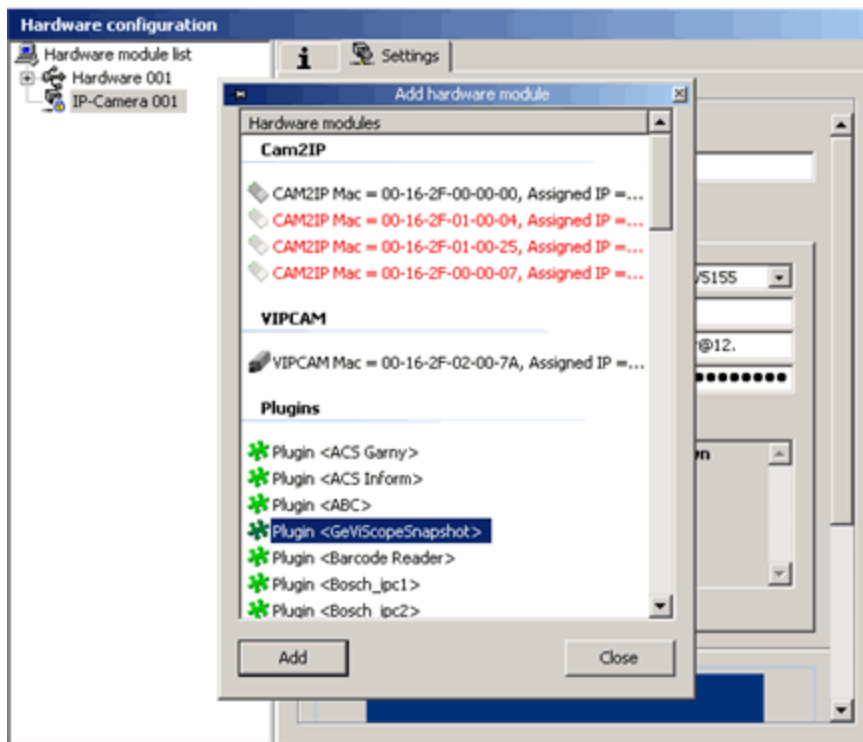 Hardware configuration
Hardware module list
Hardware 001
IP-Camera 001
i
Settings
Add hardware module
Hardware modules
Cam2IP
CAM2IP Mac = 00-16-2F-00-00-00, Assigned IP =...
CAM2IP Mac = 00-16-2F-01-00-04, Assigned IP =...
CAM2IP Mac = 00-16-2F-01-00-25, Assigned IP =...
CAM2IP Mac = 00-16-2F-00-00-07, Assigned IP =...
VIPCAM
VIPCAM Mac = 00-16-2F-02-00-7A, Assigned IP =...
Plugins
Plugin <ACS Garny>
Plugin <ACS Inform>
Plugin <ABC>
Plugin <GeViScopeSnapshot>
Plugin <Barcode Reader>
Plugin <Bosch_ipc1>
Plugin <Bosch_ipc2>
Add
Close
@12.